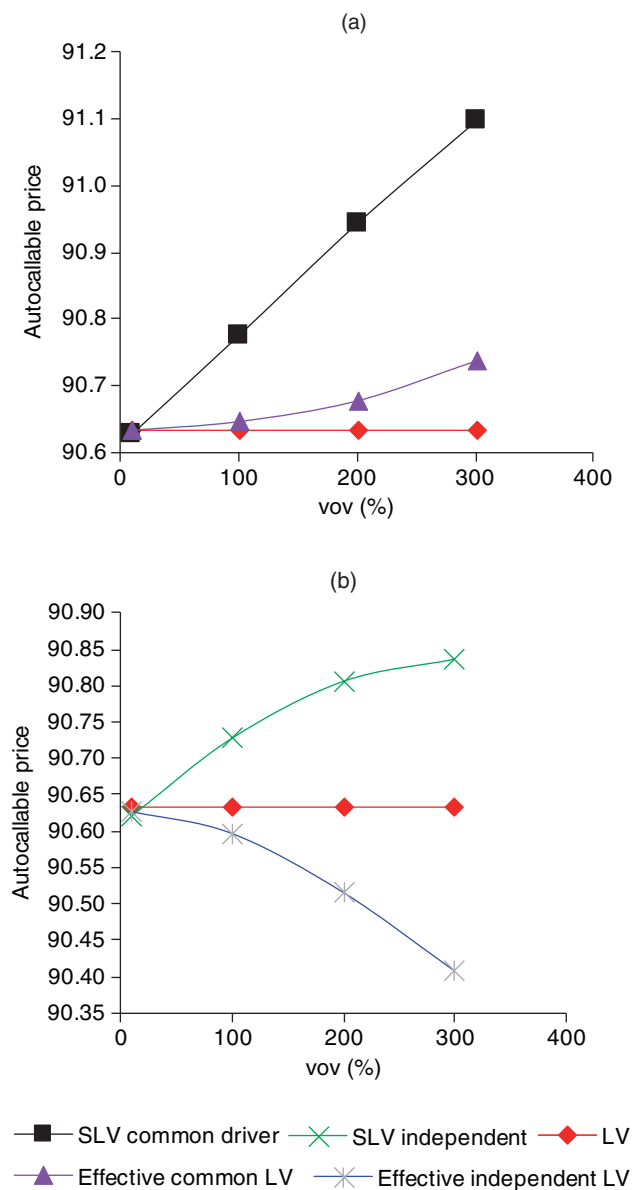 (a)
91.2
91.1
91.0
90.9
90.8
90.7
90.6
Autocallable price
0 100 200 300 400
vov (%)
(b)
90.90
90.85
90.80
90.75
90.70
90.65
90.60
90.55
90.50
90.45
90.40
90.35
Autocallable price
0 100 200 300 400
vov (%)
SLV common driver SLV independent LV
Effective common LV Effective independent LV